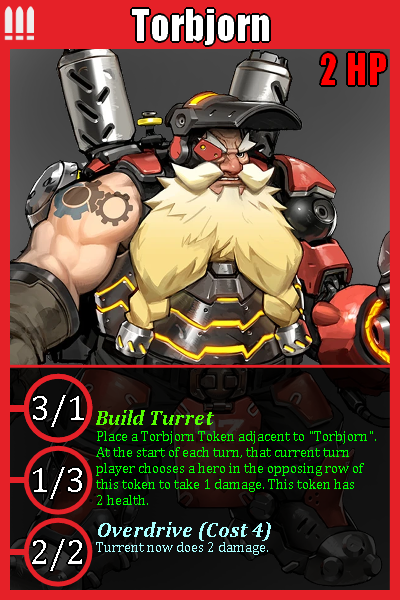 Torbjorn
2 HP
3/1
1/3
2/2
Build Turret
Place a Torbjorn Token adjacent to "Torbjorn".
At the start of each turn, that current turn
player chooses a hero in the opposing row of
this token to take 1 damage. This token has
2 health.
Overdrive (Cost 4)
Turrent now does 2 damage.